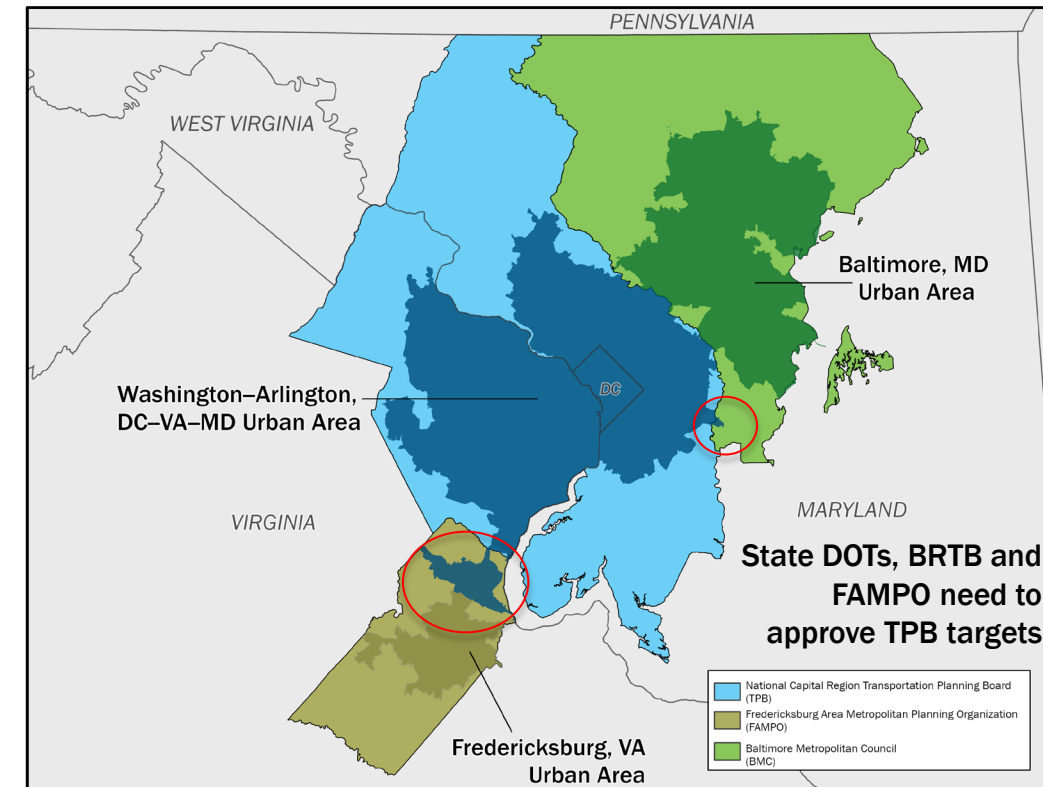 PENNSYLVANIA
WEST VIRGINIA
Baltimore, MD
Urban Area
DC
Washington–Arlington,
DC–VA–MD Urban Area
VIRGINIA
MARYLAND
State DOTs, BRTB and
FAMPO need to
approve TPB targets
National Capital Region Transportation Planning Board
(TPB)
Fredericksburg Area Metropolitan Planning Organization
(FAMPO)
Baltimore Metropolitan Council
(BMC)
Fredericksburg, VA
Urban Area